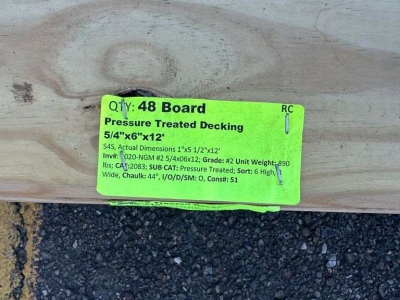 QTY: 48 Board
RC
Pressure Treated Decking
5/4"x6"x12'
S4S, Actual Dimensions 1"x5 1/2"x12'
Inv#: 2020-NGM #2 5/4x06x12; Grade: #2 Unit Weight: 890
lbs; CAT: 2083; SUB CAT: Pressure Treated; Sort: 6 High,
Wide, Chaulk: 44", I/O/D/SM: O, Cons#: 51